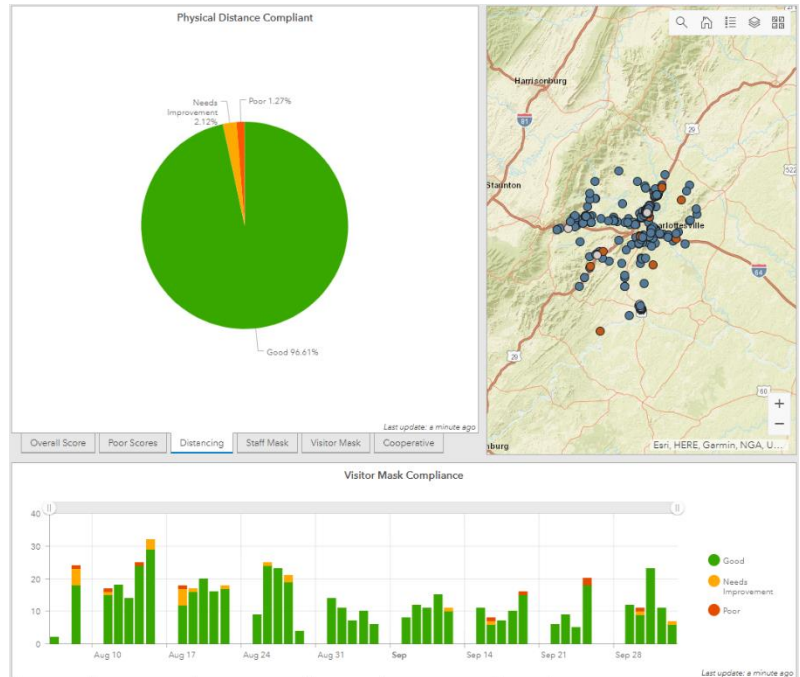 Physical Distance Compliant
Needs
Improvement
2.12%
Poor 1.27%
Good 96.61%
Last update: a minute ago
Overall Score
Poor Scores
Distancing
Staff Mask
Visitor Mask
Cooperative
Harrisonburg
81
29
522
Staunton
arlottesville
64
29
60
burg
+
−
Esri, HERE, Garmin, NGA, U...
Visitor Mask Compliance
40
30
20
10
0
Aug 10
Aug 17
Aug 24
Aug 31
Sep
Sep 14
Sep 21
Sep 28
Good
Needs
Improvement
Poor
Last update: a minute ago